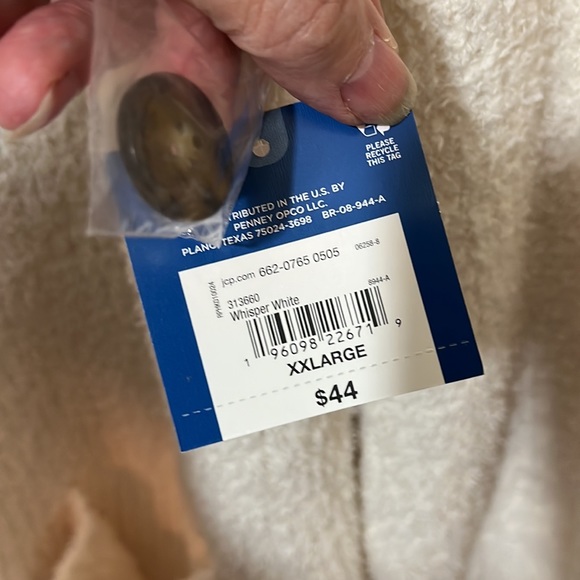 PLEASE
RECYCLE
THIS TAG
TRIBUTED IN THE U.S. BY
PENNEY OPCO LLC.
PLANO, TEXAS 75024-3698 BR-08-944-A
jcp.com 662-0765 0505 06258-8
313660 8944-A
Whisper White
1 96098 22671 9
XXLARGE
$44